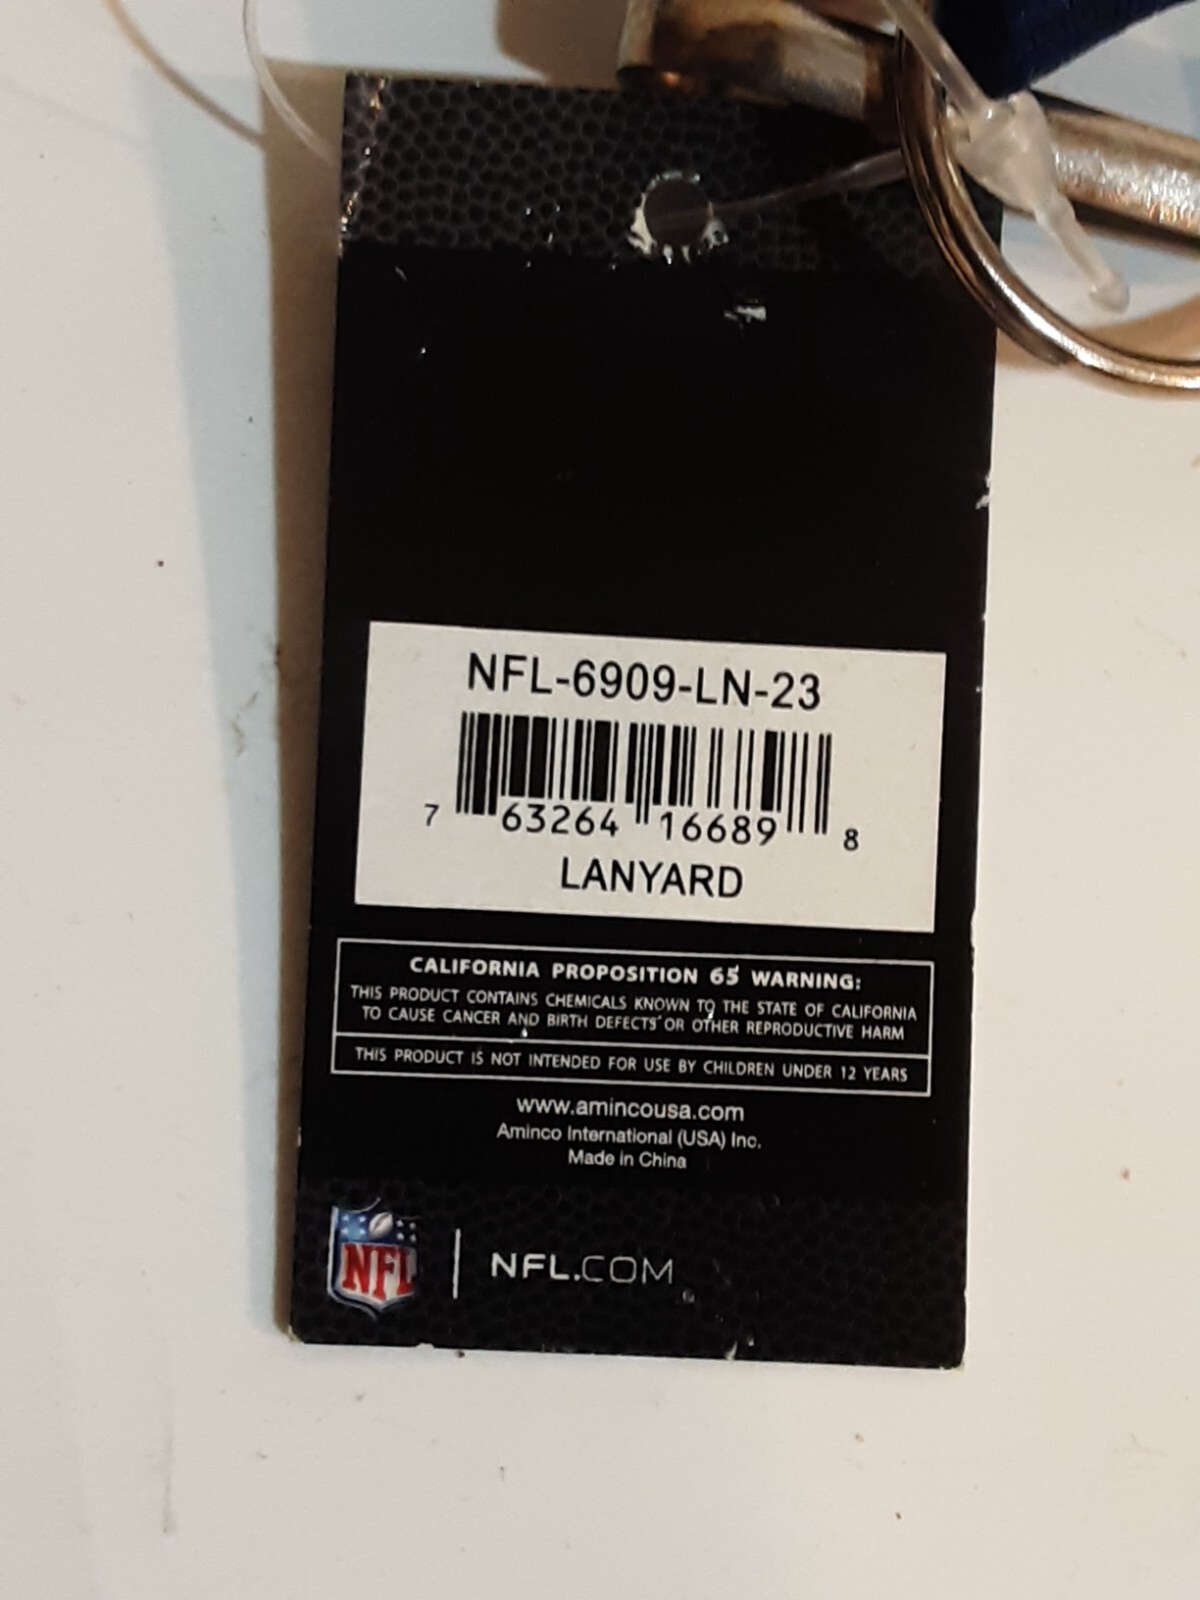 NFL-6909-LN-23
7 63264 16689 8
LANYARD
CALIFORNIA PROPOSITION 65 WARNING:
THIS PRODUCT CONTAINS CHEMICALS KNOWN TO THE STATE OF CALIFORNIA
TO CAUSE CANCER AND BIRTH DEFECTS OR OTHER REPRODUCTIVE HARM
THIS PRODUCT IS NOT INTENDED FOR USE BY CHILDREN UNDER 12 YEARS
www.amincousa.com
Aminco International (USA) Inc.
Made in China
NFL | NFL.COM